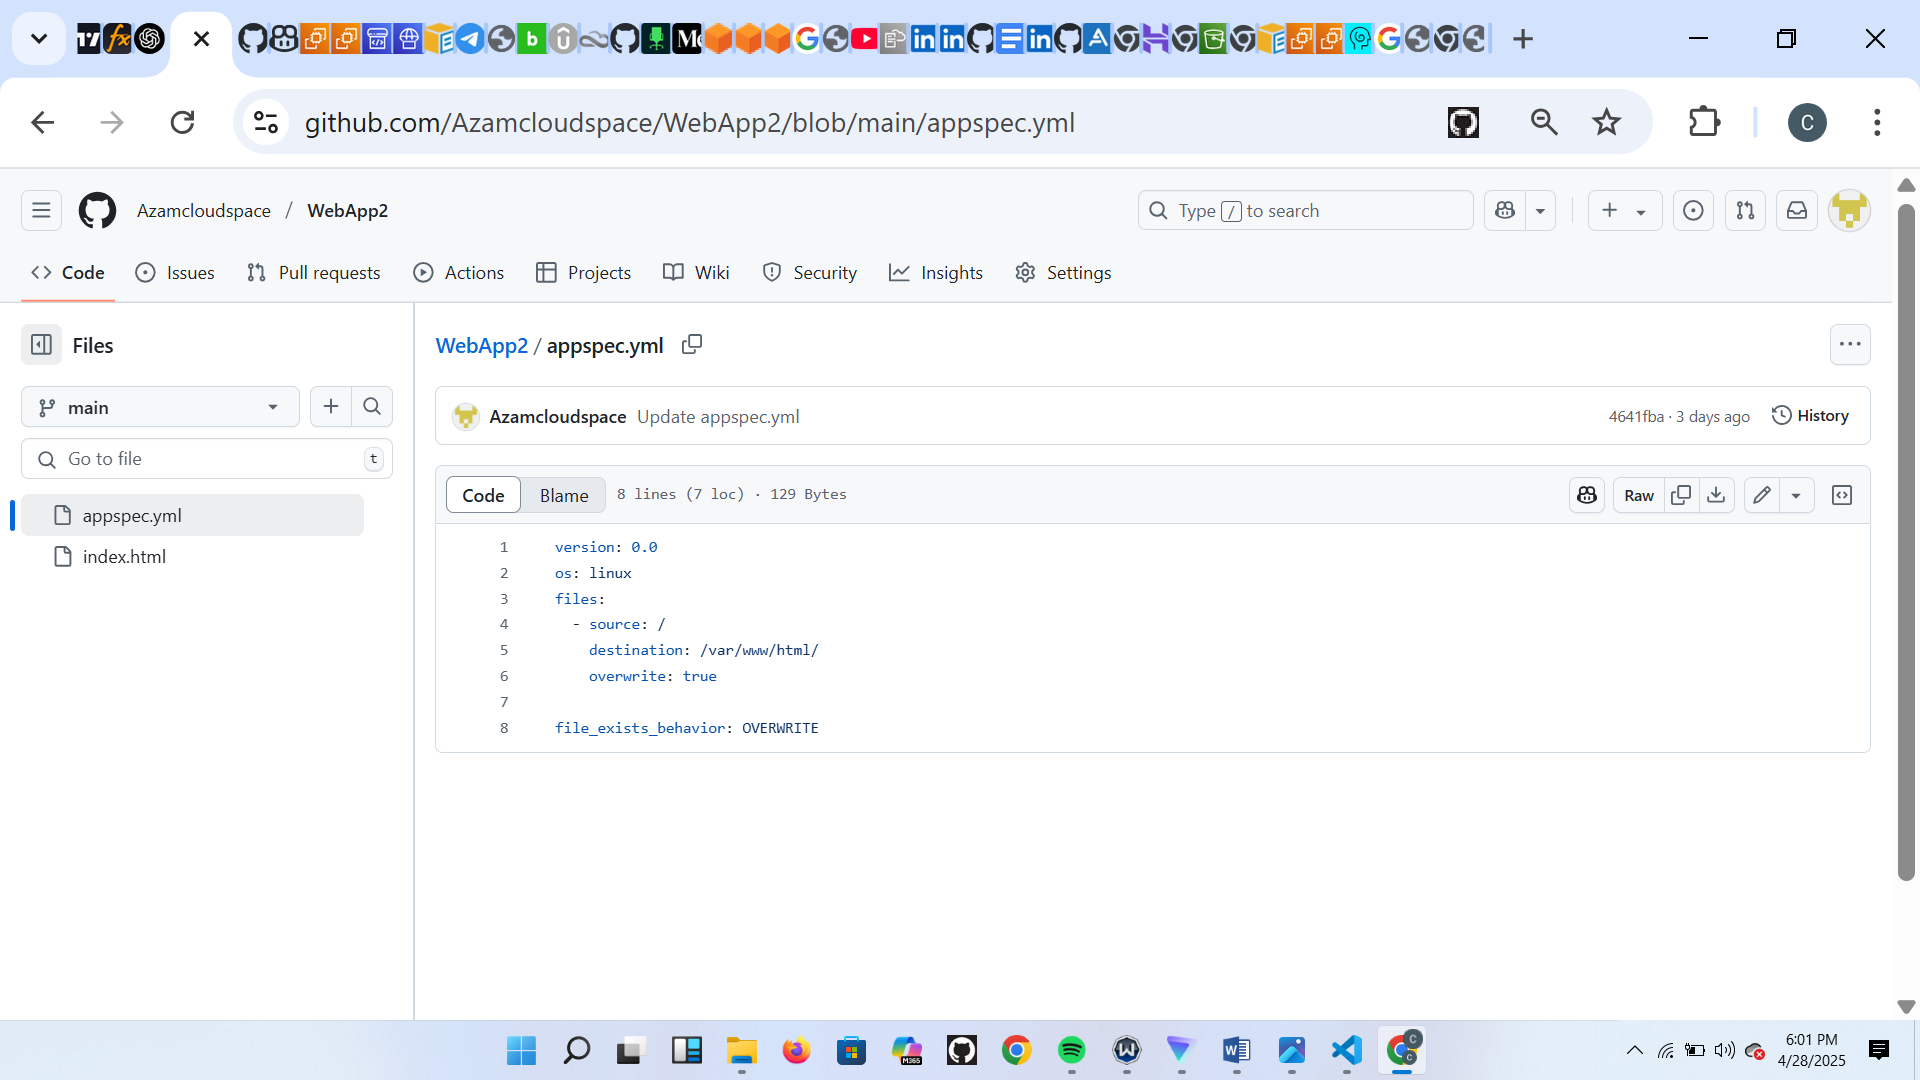 github.com/Azamcloudspace/WebApp2/blob/main/appspec.yml
C
Azamcloudspace / WebApp2
Type / to search
Code
Issues
Pull requests
Actions
Projects
Wiki
Security
Insights
Settings
Files
WebApp2 / appspec.yml
main
Azamcloudspace Update appspec.yml
4641fba · 3 days ago
History
Go to file
t
Code
Blame
8 lines (7 loc) · 129 Bytes
Raw
appspec.yml
index.html
1 version: 0.0
2 os: linux
3 files:
4 - source: /
5 destination: /var/www/html/
6 overwrite: true
7
8 file_exists_behavior: OVERWRITE
6:01 PM
4/28/2025